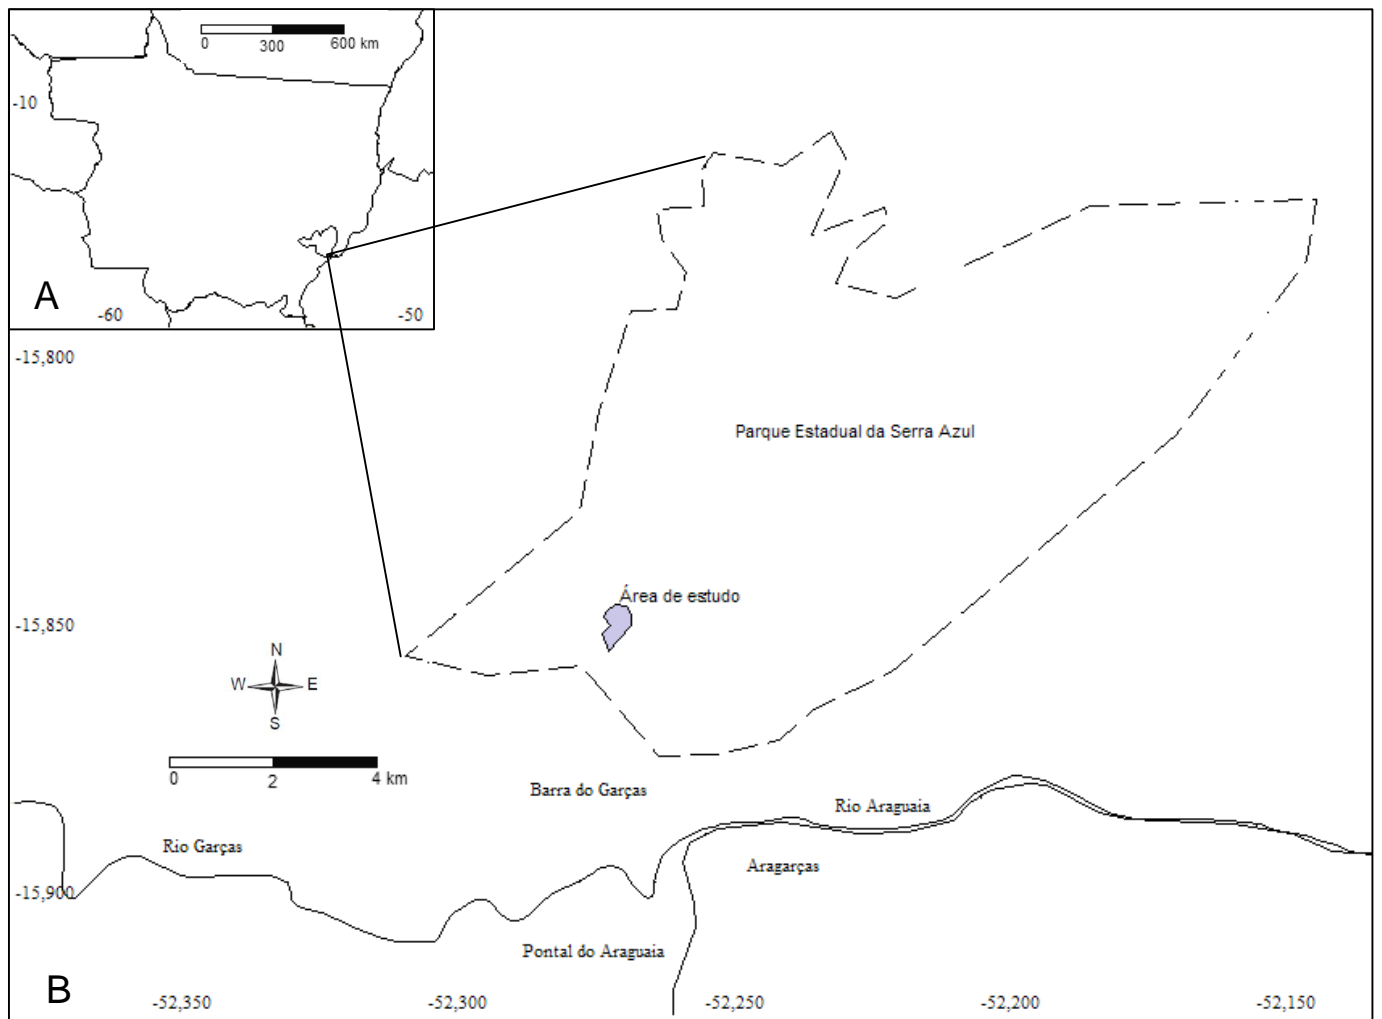 0 300 600 km
-10
A
-60 -50
-15,800
Parque Estadual da Serra Azul
Área de estudo
-15,850
N
W E
S
0 2 4 km
Barra do Garças
Rio Araguaia
Rio Garças
Aragarças
-15,900
Pontal do Araguaia
B
-52,350 -52,300 -52,250 -52,200 -52,150